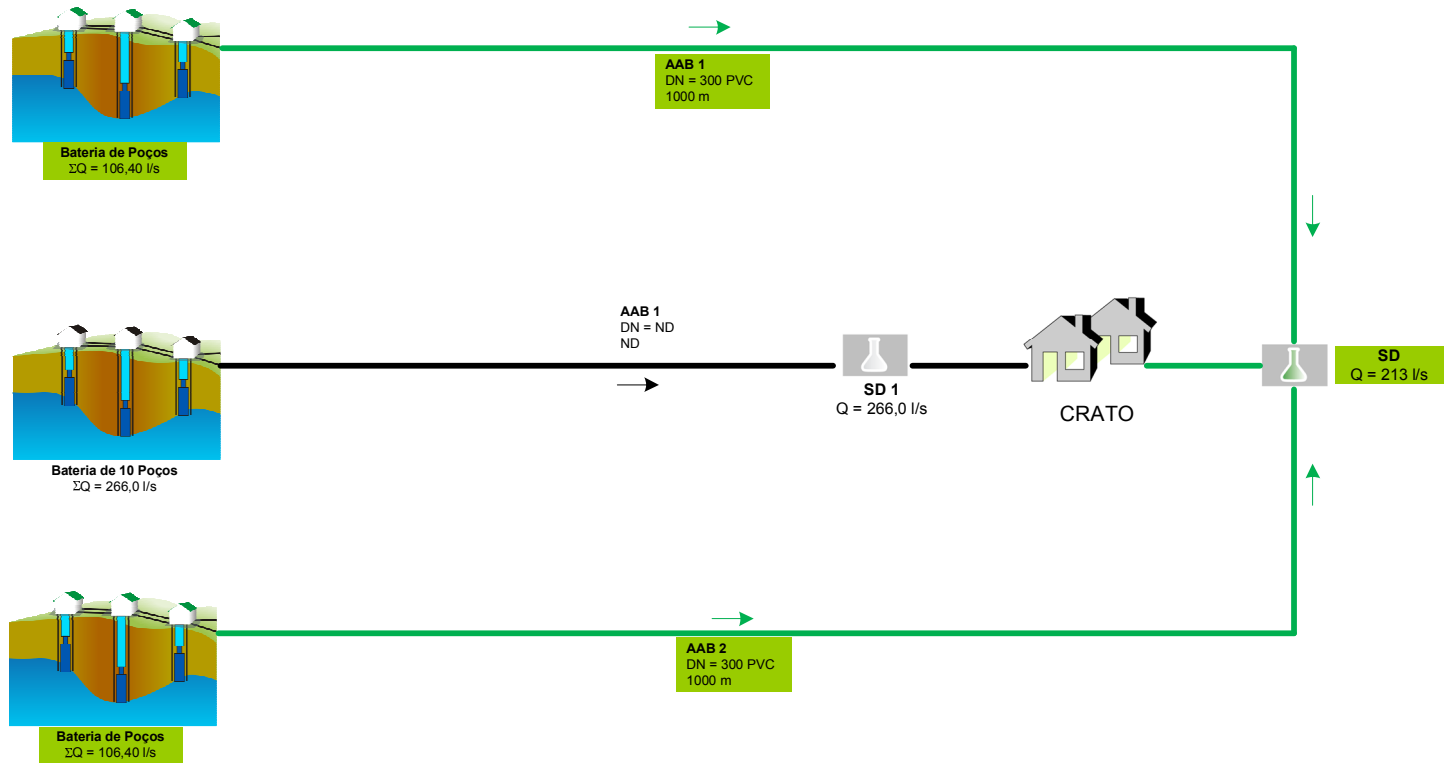 AAB 1
DN = 300 PVC
1000 m
Bateria de Poços
ΣQ = 106,40 l/s
AAB 1
DN = ND
ND
SD 1
Q = 266,0 l/s
CRATO
SD
Q = 213 l/s
Bateria de 10 Poços
ΣQ = 266,0 l/s
AAB 2
DN = 300 PVC
1000 m
Bateria de Poços
ΣQ = 106,40 l/s